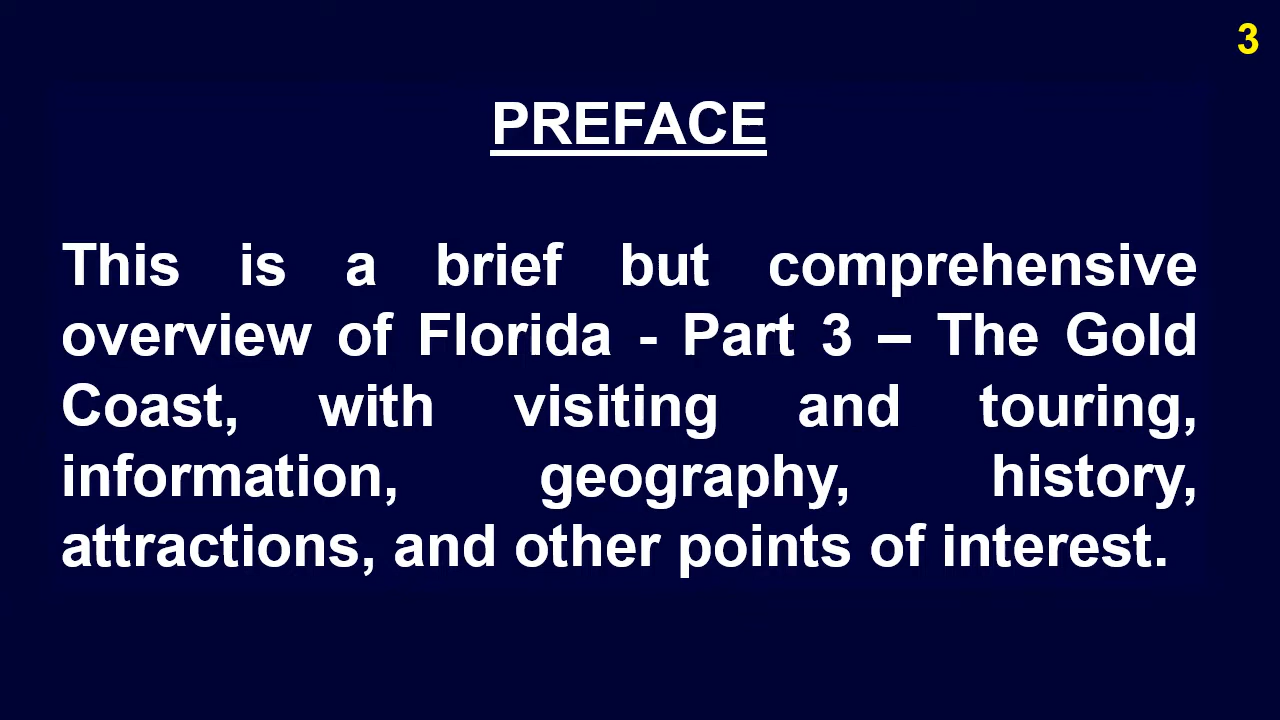 3
PREFACE
This is a brief but comprehensive
overview of Florida - Part 3 – The Gold
Coast, with visiting and touring,
information, geography, history,
attractions, and other points of interest.